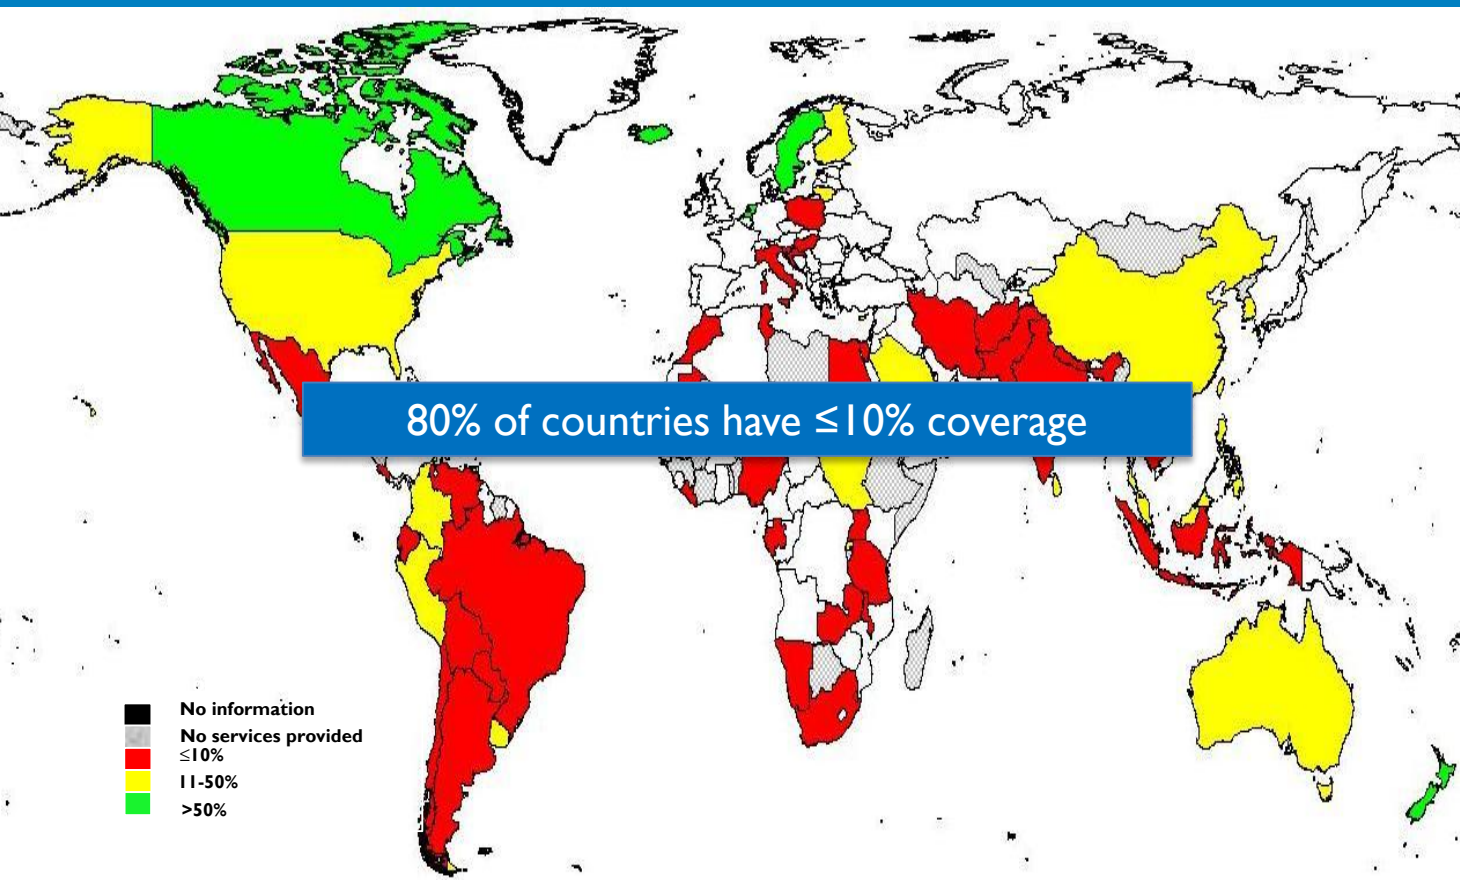 80% of countries have ≤10% coverage
No information
No services provided
≤10%
11-50%
>50%